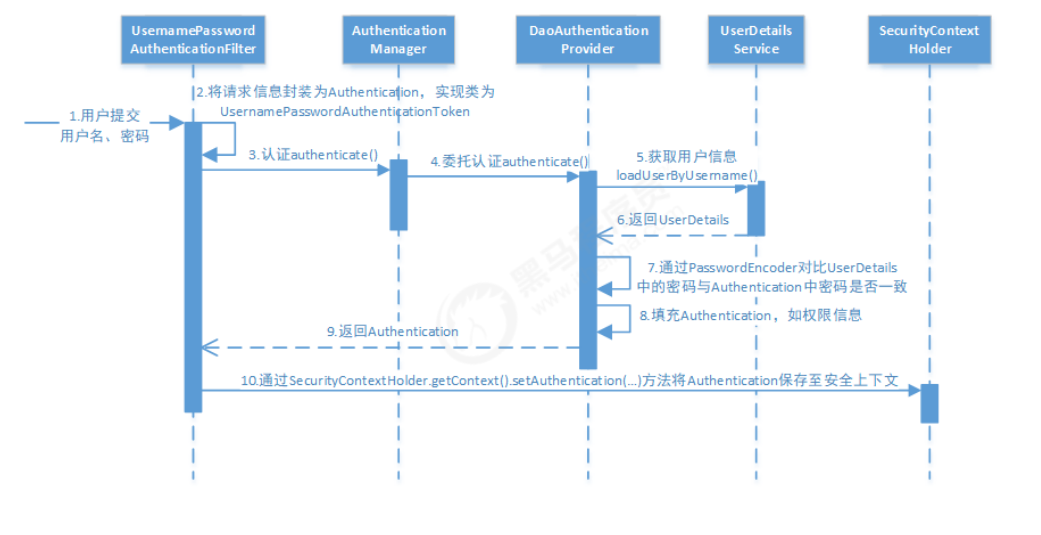 UsernamePassword
AuthenticationFilter
Authentication
Manager
DaoAuthentication
Provider
UserDetails
Service
SecurityContext
Holder
1.用户提交
用户名、密码
2.将请求信息封装为Authentication，实现类为
UsernamePasswordAuthenticationToken
3.认证authenticate()
4.委托认证authenticate()
5.获取用户信息
loadUserByUsername()
6.返回UserDetails
7.通过PasswordEncoder对比UserDetails
中的密码与Authentication中密码是否一致
8.填充Authentication，如权限信息
9.返回Authentication
10.通过SecurityContextHolder.getContext().setAuthentication(...)方法将Authentication保存至安全上下文
黑马程序员